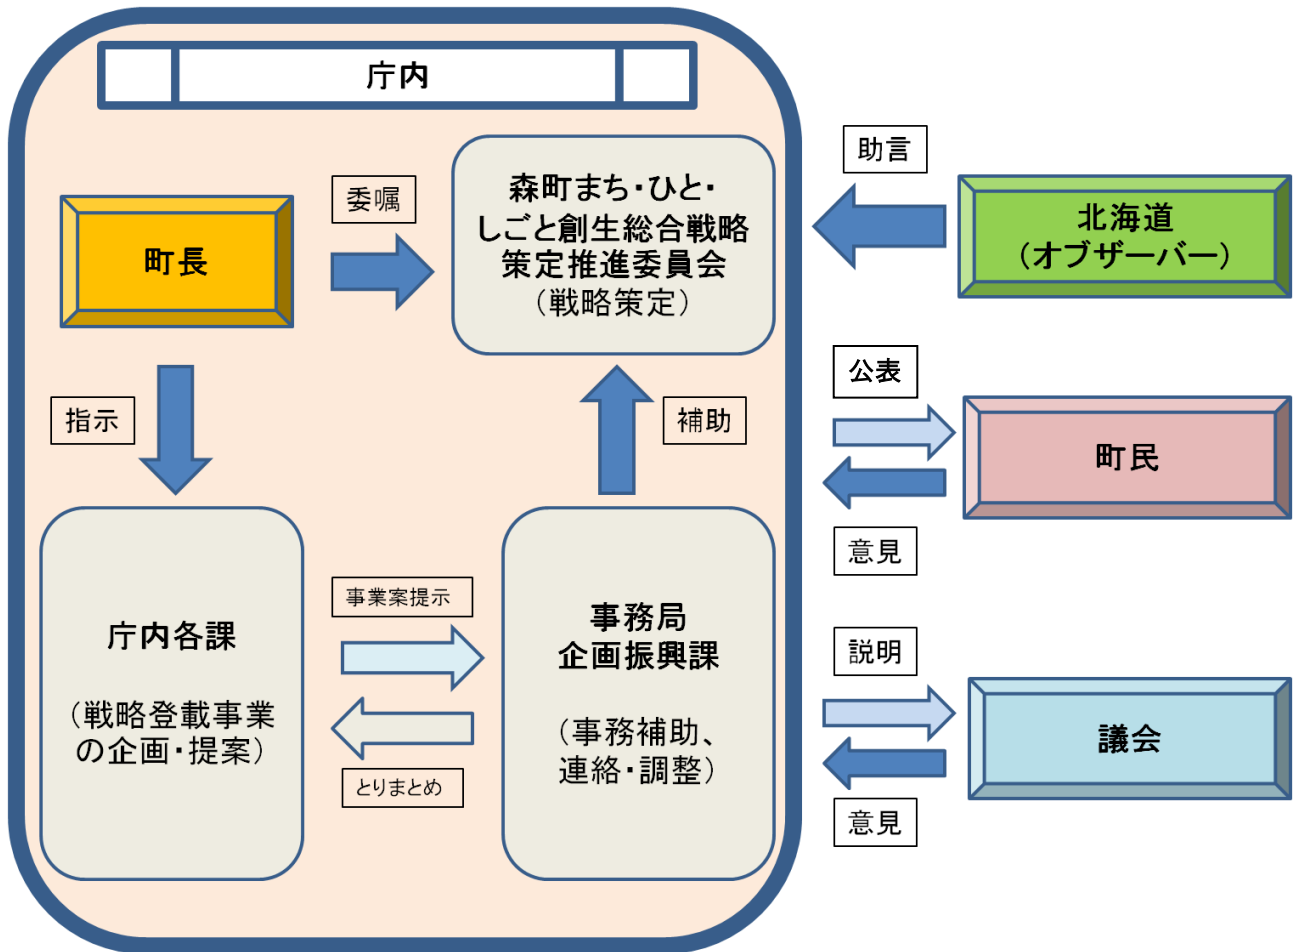 庁内
委嘱
森町まち・ひと・
しごと創生総合戦略
策定推進委員会
（戦略策定）
町長
助言
北海道
（オブザーバー）
指示
補助
公表
町民
意見
庁内各課
（戦略登載事業
の企画・提案）
事業案提示
とりまとめ
事務局
企画振興課
（事務補助、
連絡・調整）
説明
議会
意見